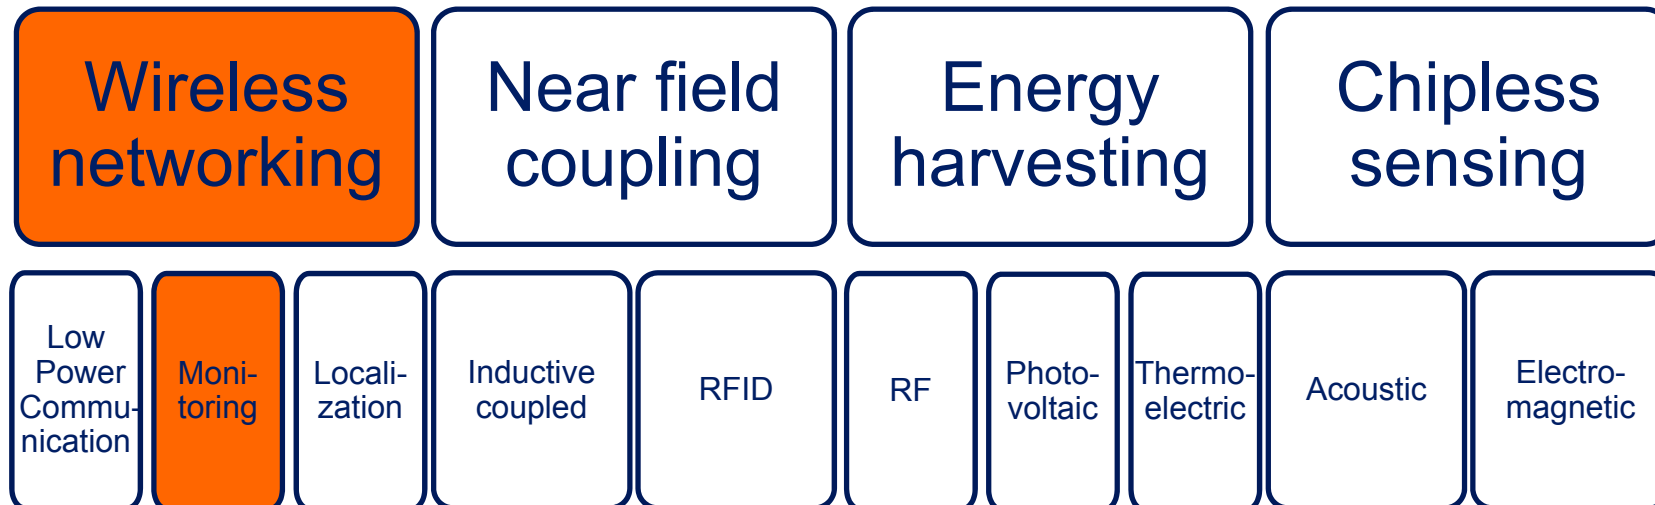 Wireless
networking
Near field
coupling
Energy
harvesting
Chipless
sensing
Low
Power
Commu-
nication
Moni-
toring
Locali-
zation
Inductive
coupled
RFID
RF
Photo-
voltaic
Thermo-
electric
Acoustic
Electro-
magnetic